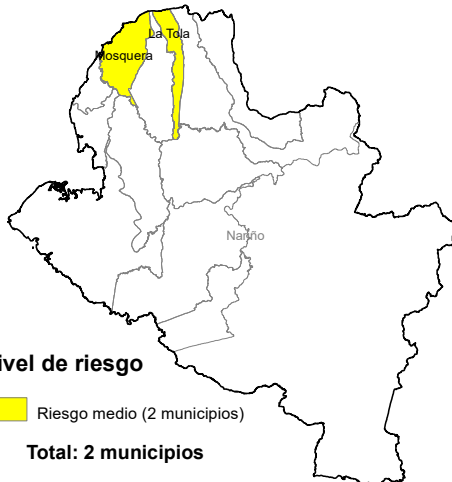 La Tola
Mosquera
Nariño
ivel de riesgo
Riesgo medio (2 municipios)
Total: 2 municipios